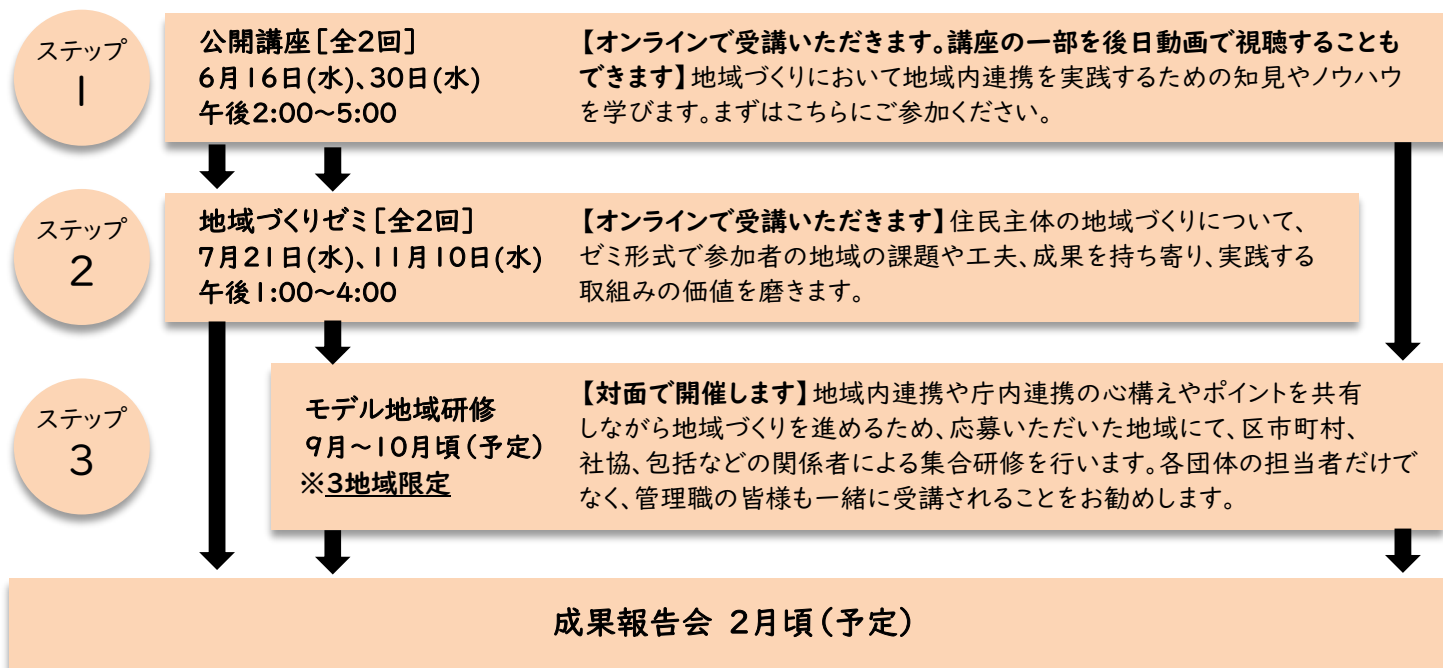 ステップ
1
公開講座[全2回]
6月16日(水)、30日(水)
午後2:00~5:00
【オンラインで受講いただきます。講座の一部を後日動画で視聴することも
できます】地域づくりにおいて地域内連携を実践するための知見やノウハウ
を学びます。まずはこちらにご参加ください。
ステップ
2
地域づくりゼミ[全2回]
7月21日(水)、11月10日(水)
午後1:00~4:00
【オンラインで受講いただきます】住民主体の地域づくりについて、
ゼミ形式で参加者の地域の課題や工夫、成果を持ち寄り、実践する
取組みの価値を磨きます。
ステップ
3
モデル地域研修
9月~10月頃(予定)
※3地域限定
【対面で開催します】地域内連携や庁内連携の心構えやポイントを共有
しながら地域づくりを進めるため、応募いただいた地域にて、区市町村、
社協、包括などの関係者による集合研修を行います。各団体の担当者だけで
なく、管理職の皆様も一緒に受講されることをお勧めします。
成果報告会 2月頃(予定)